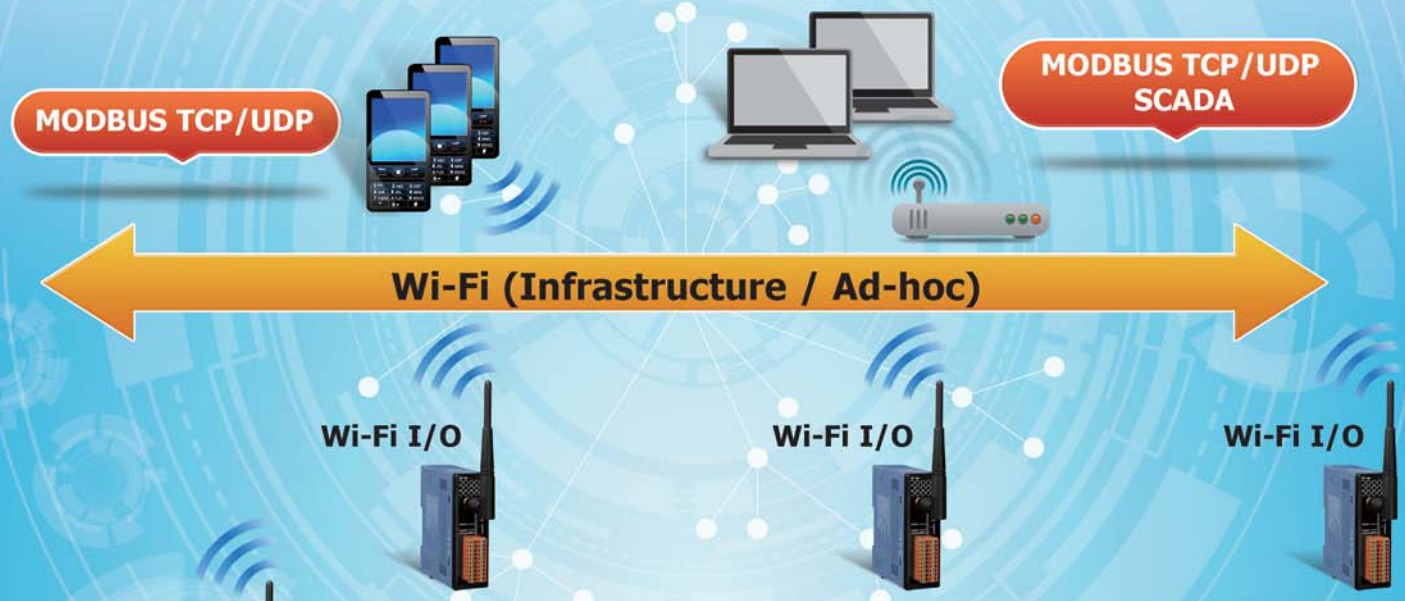 MODBUS TCP/UDP
MODBUS TCP/UDP
SCADA
Wi-Fi (Infrastructure / Ad-hoc)
Wi-Fi I/O
Wi-Fi I/O
Wi-Fi I/O